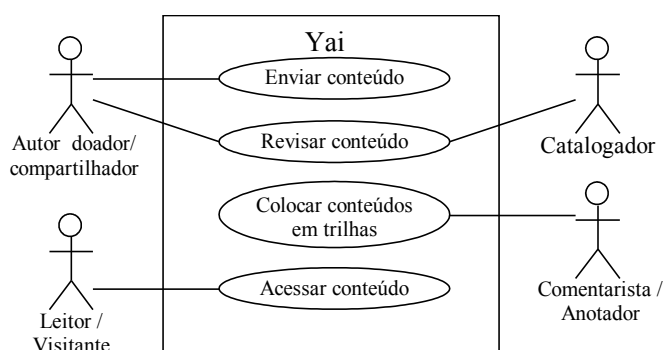 Yai
Enviar conteúdo
Autor doador/
compartilhador
Revisar conteúdo
Catalogador
Colocar conteúdos
em trilhas
Leitor /
Visitante
Acessar conteúdo
Comentarista /
Anotador